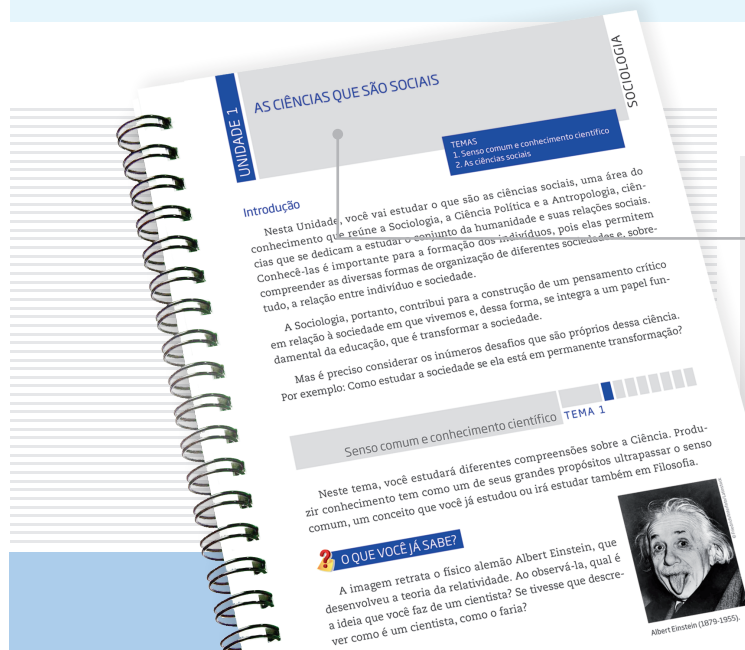 SOCIOLOGIA
UNIDADE 1
AS CIÊNCIAS QUE SÃO SOCIAIS
TEMAS
1. Senso comum e conhecimento científico
2. As ciências sociais
Introdução
Nesta Unidade, você vai estudar o que são as ciências sociais, uma área do
conhecimento que reúne a Sociologia, a Ciência Política e a Antropologia, ciên-
cias que se dedicam a estudar o conjunto da humanidade e suas relações sociais.
Conhecê-las é importante para a formação dos indivíduos, pois elas permitem
compreender as diversas formas de organização de diferentes sociedades e, sobre-
tudo, a relação entre indivíduo e sociedade.
A Sociologia, portanto, contribui para a construção de um pensamento crítico
em relação à sociedade em que vivemos e, dessa forma, se integra a um papel fun-
damental da educação, que é transformar a sociedade.
Mas é preciso considerar os inúmeros desafios que são próprios dessa ciência.
Por exemplo: Como estudar a sociedade se ela está em permanente transformação?
Senso comum e conhecimento científico TEMA 1
Neste tema, você estudará diferentes compreensões sobre a Ciência. Produ-
zir conhecimento tem como um de seus grandes propósitos ultrapassar o senso
comum, um conceito que você já estudou ou irá estudar também em Filosofia.
O QUE VOCÊ JÁ SABE?
A imagem retrata o físico alemão Albert Einstein, que
desenvolveu a teoria da relatividade. Ao observá-la, qual é
a ideia que você faz de um cientista? Se tivesse que descre-
ver como é um cientista, como o faria?
Albert Einstein (1879-1955).